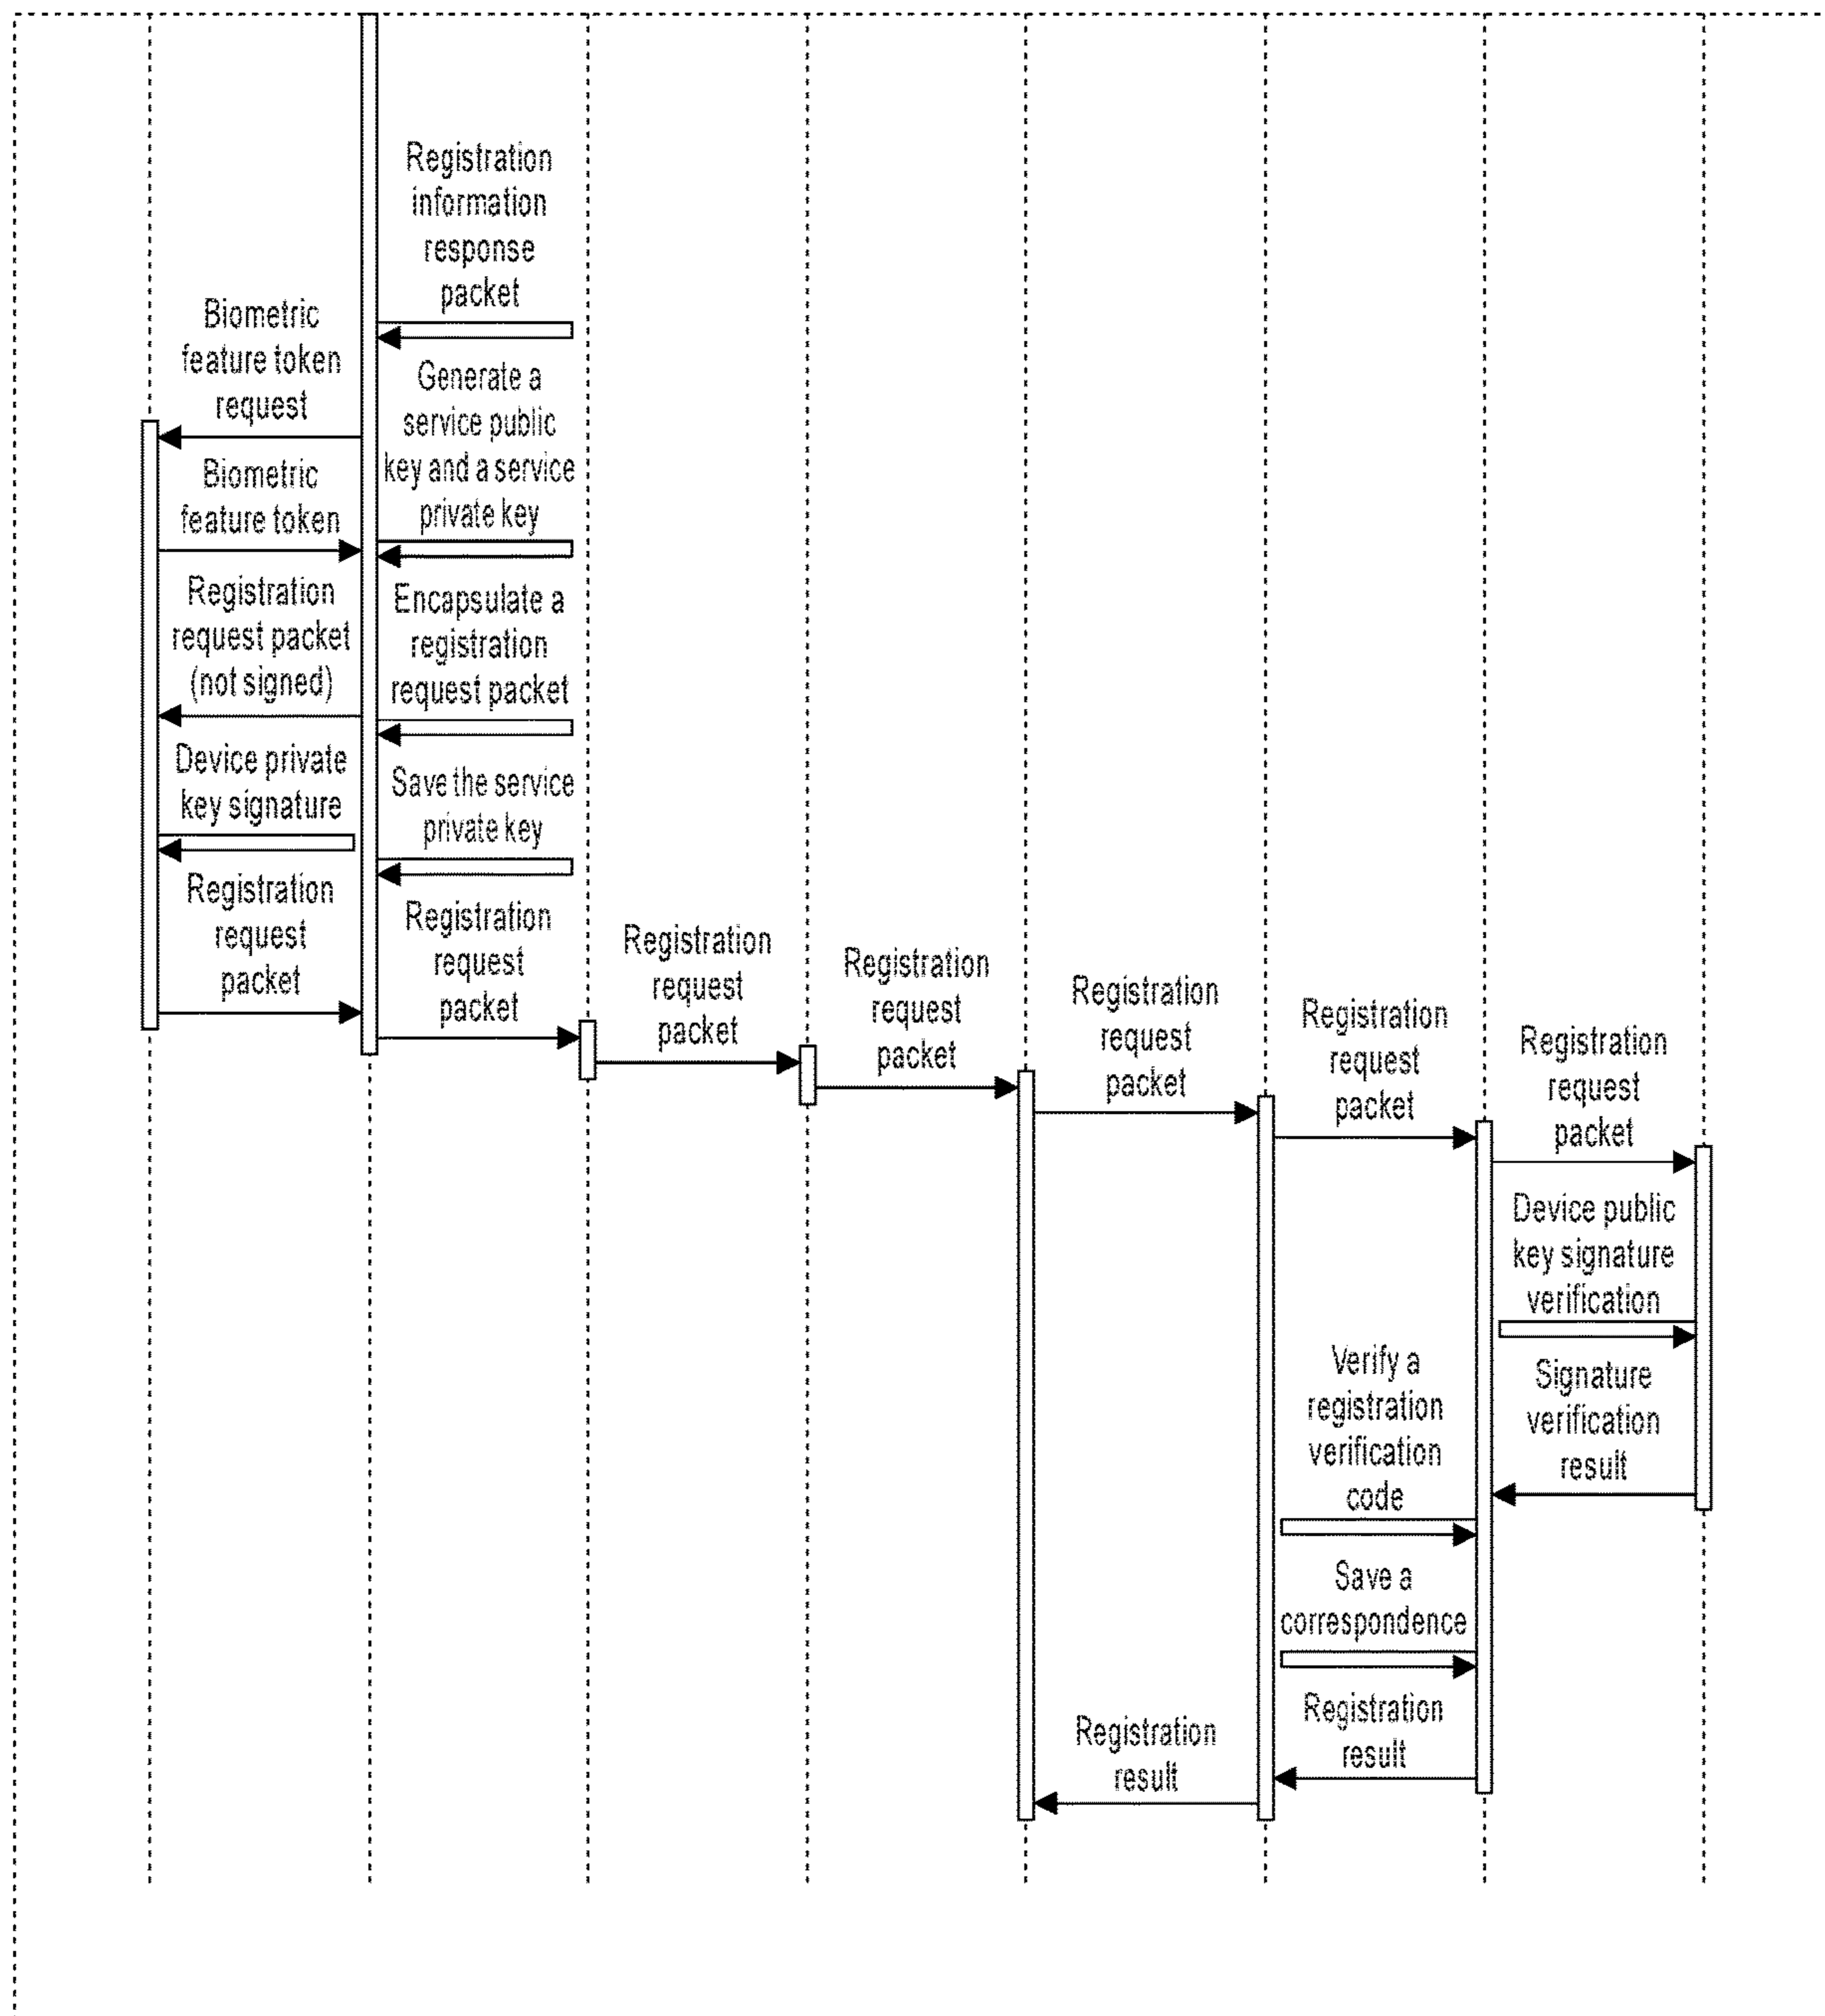 Registration
information
response
packet
Biometric
feature token
request
Generate a
service public
key and a service
private key
Biometric
feature token
Registration
request packet
(not signed)
Encapsulate a
registration
request packet
Device private
key signature
Save the service
private key
Registration
request
packet
Registration
request
packet
Registration
request
packet
Registration
request
packet
Registration
request
packet
Registration
request
packet
Registration
request
packet
Device public
key signature
verification
Signature
verification
result
Verify a
registration
verification
code
Save a
correspondence
Registration
result
Registration
result